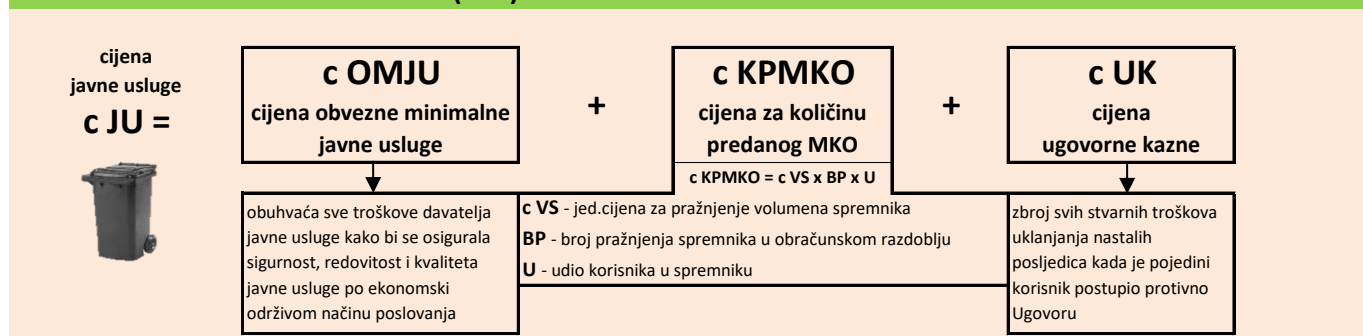 cijena
javne usluge
c JU =
c OMJU
cijena obvezne minimalne
javne usluge
+
c KPMKO
cijena za količinu
predanog MKO
c KPMKO = c VS x BP x U
+
c UK
cijena
ugovorne kazne
obuhvaća sve troškove davatelja
javne usluge kako bi se osigurala
sigurnost, redovitost i kvaliteta
javne usluge po ekonomski
održivom načinu poslovanja
c VS - jed.cijena za pražnjenje volumena spremnika
BP - broj pražnjenja spremnika u obračunskom razdoblju
U - udio korisnika u spremniku
zbroj svih stvarnih troškova
uklanjanja nastalih
posljedica kada je pojedini
korisnik postupio protivno
Ugovoru